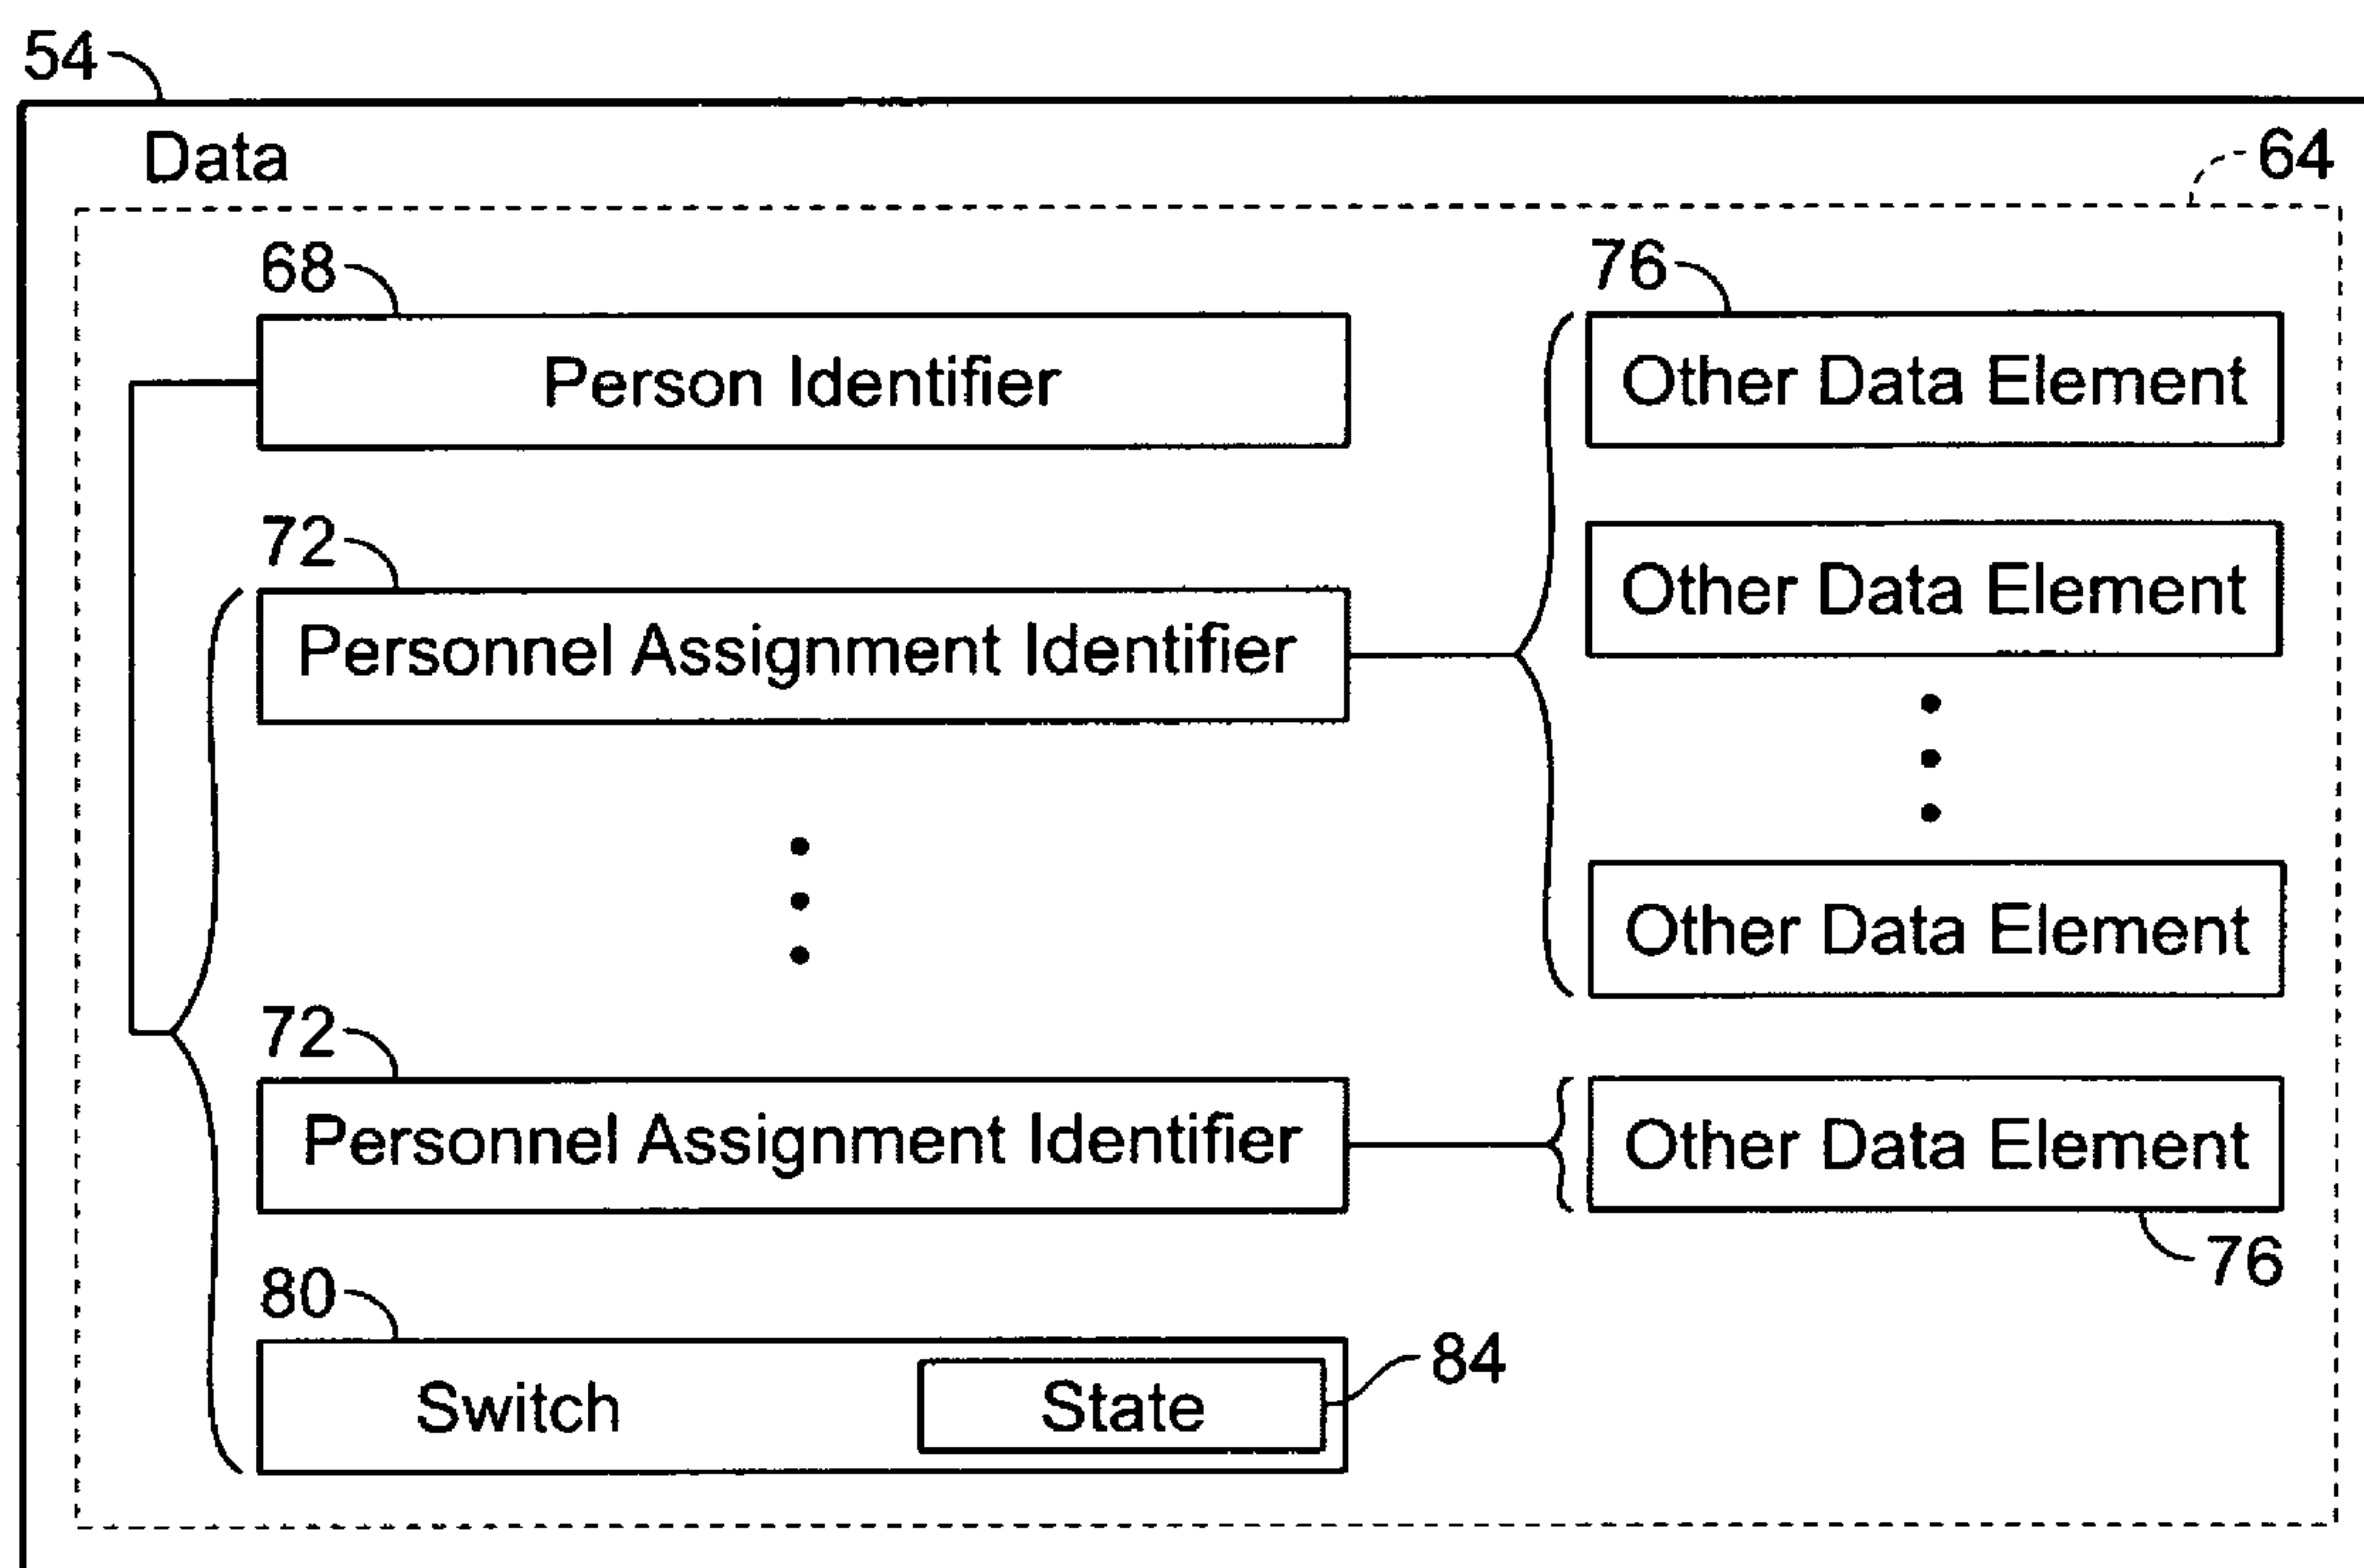 54
Data
64
68
76
Person Identifier
Other Data Element
72
Other Data Element
Personnel Assignment Identifier
Other Data Element
72
Personnel Assignment Identifier
Other Data Element
76
80
Switch
State
84